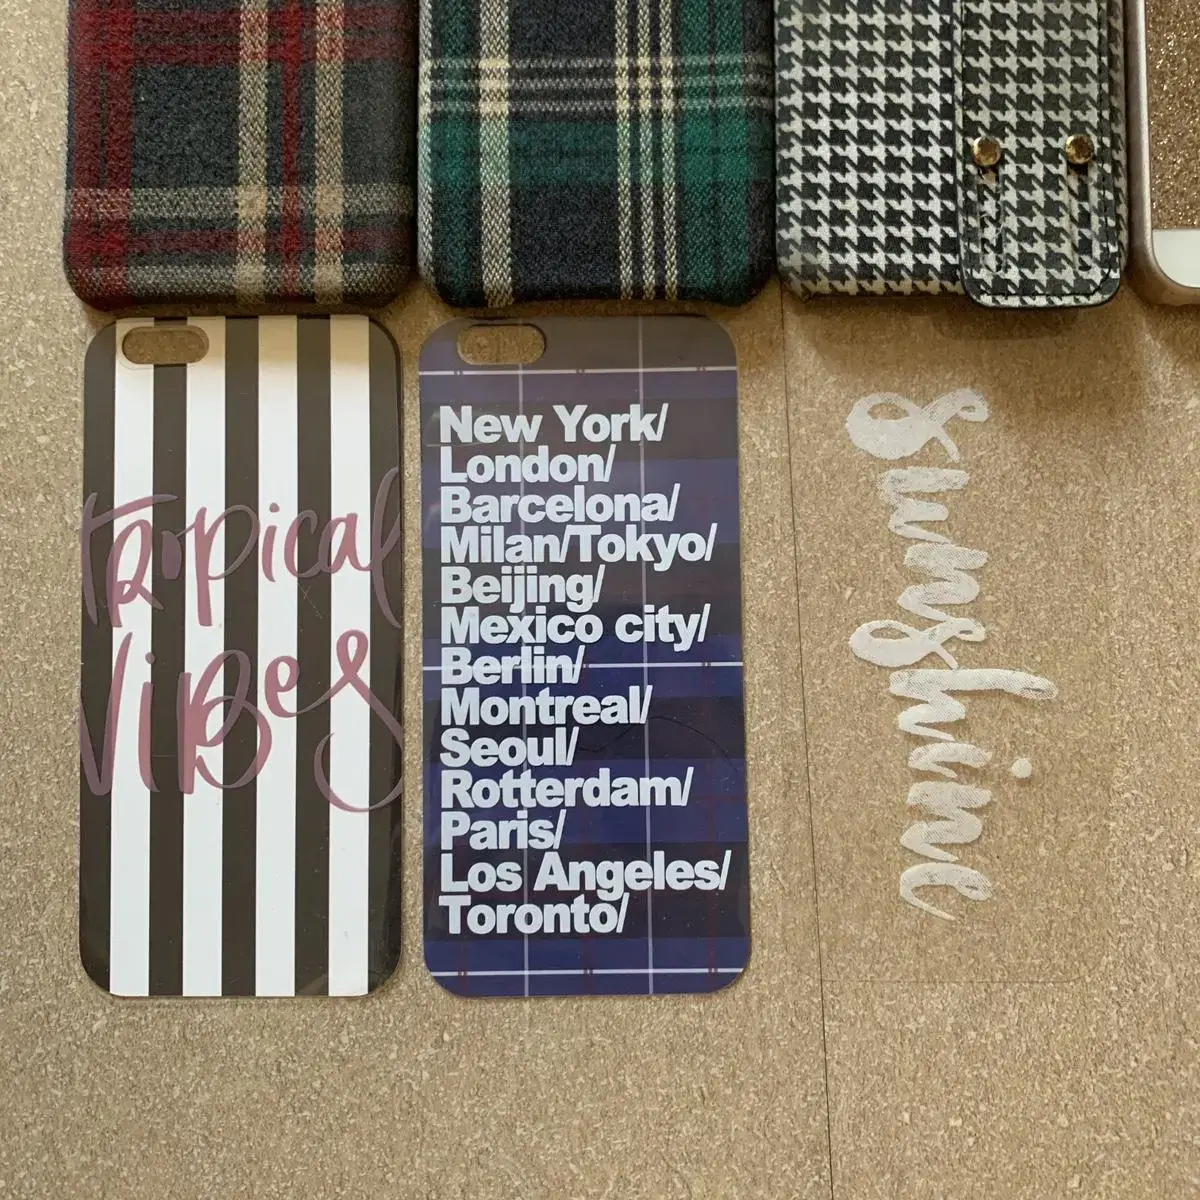 tropical
vibes
New York/
London/
Barcelona/
Milan/Tokyo/
Beijing/
Mexico city/
Berlin/
Montreal/
Seoul/
Rotterdam/
Paris/
Los Angeles/
Toronto/
sunshine